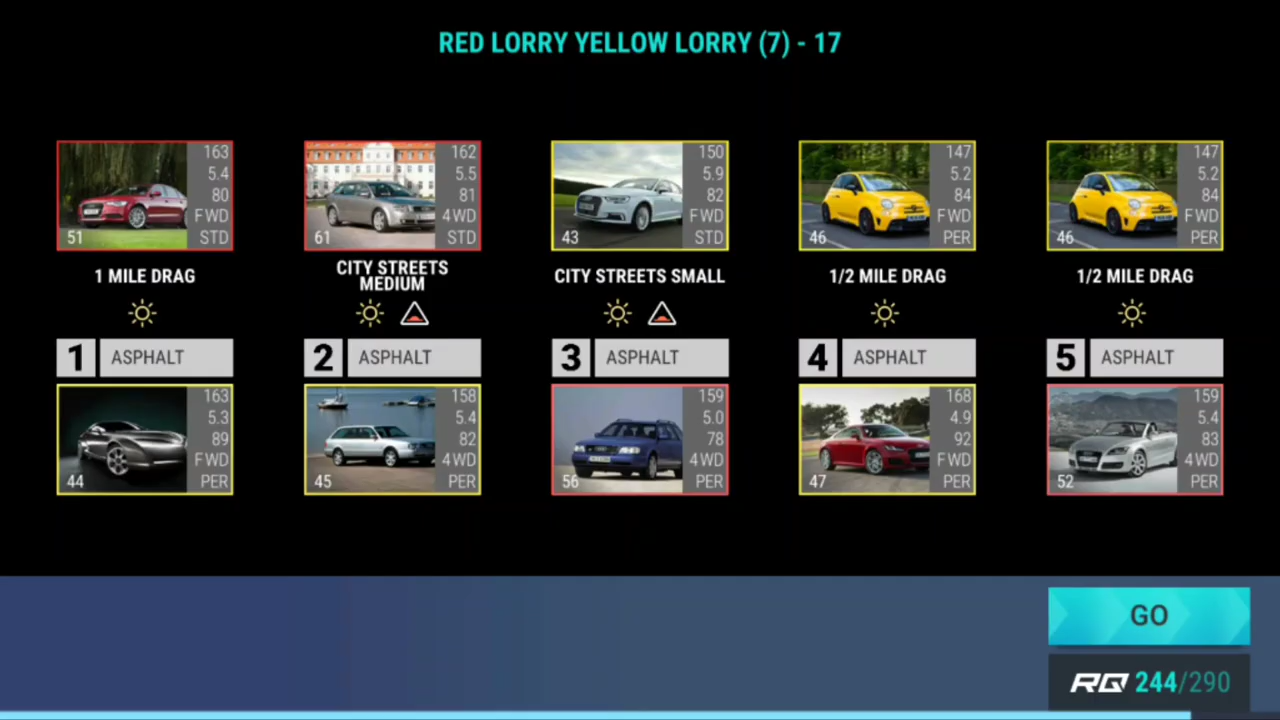 RED LORRY YELLOW LORRY (7) - 17
163
5.4
80
FWD
STD
51
162
5.5
81
4WD
STD
61
150
5.9
82
FWD
STD
43
147
5.2
84
FWD
PER
46
147
5.2
84
FWD
PER
46
1 MILE DRAG
CITY STREETS
MEDIUM
CITY STREETS SMALL
1/2 MILE DRAG
1/2 MILE DRAG
1 ASPHALT
2 ASPHALT
3 ASPHALT
4 ASPHALT
5 ASPHALT
163
5.3
89
FWD
PER
44
158
5.4
82
4WD
PER
45
159
5.0
78
4WD
PER
56
168
4.9
92
FWD
PER
47
159
5.4
83
4WD
PER
52
GO
RQ 244/290